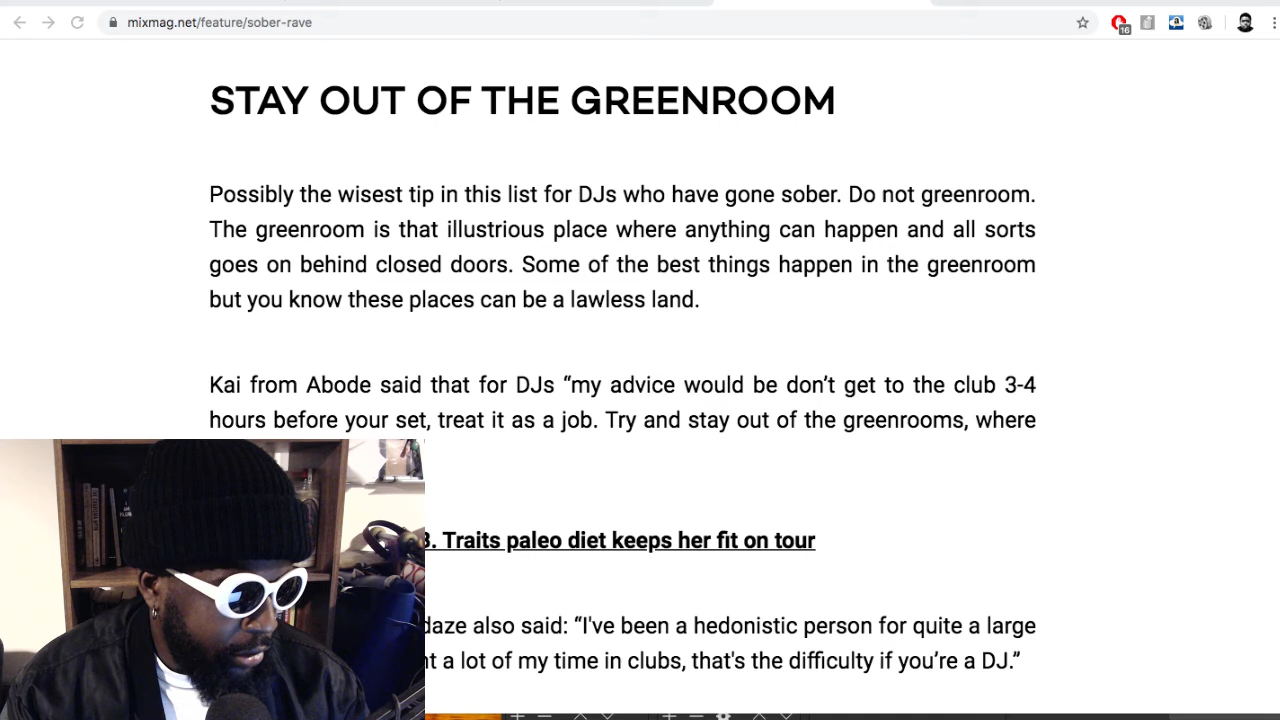 mixmag.net/feature/sober-rave
16
STAY OUT OF THE GREENROOM
Possibly the wisest tip in this list for DJs who have gone sober. Do not greenroom.
The greenroom is that illustrious place where anything can happen and all sorts
goes on behind closed doors. Some of the best things happen in the greenroom
but you know these places can be a lawless land.
Kai from Abode said that for DJs “my advice would be don’t get to the club 3-4
hours before your set, treat it as a job. Try and stay out of the greenrooms, where
B. Traits paleo diet keeps her fit on tour
daze also said: “I've been a hedonistic person for quite a large
a lot of my time in clubs, that's the difficulty if you’re a DJ.”